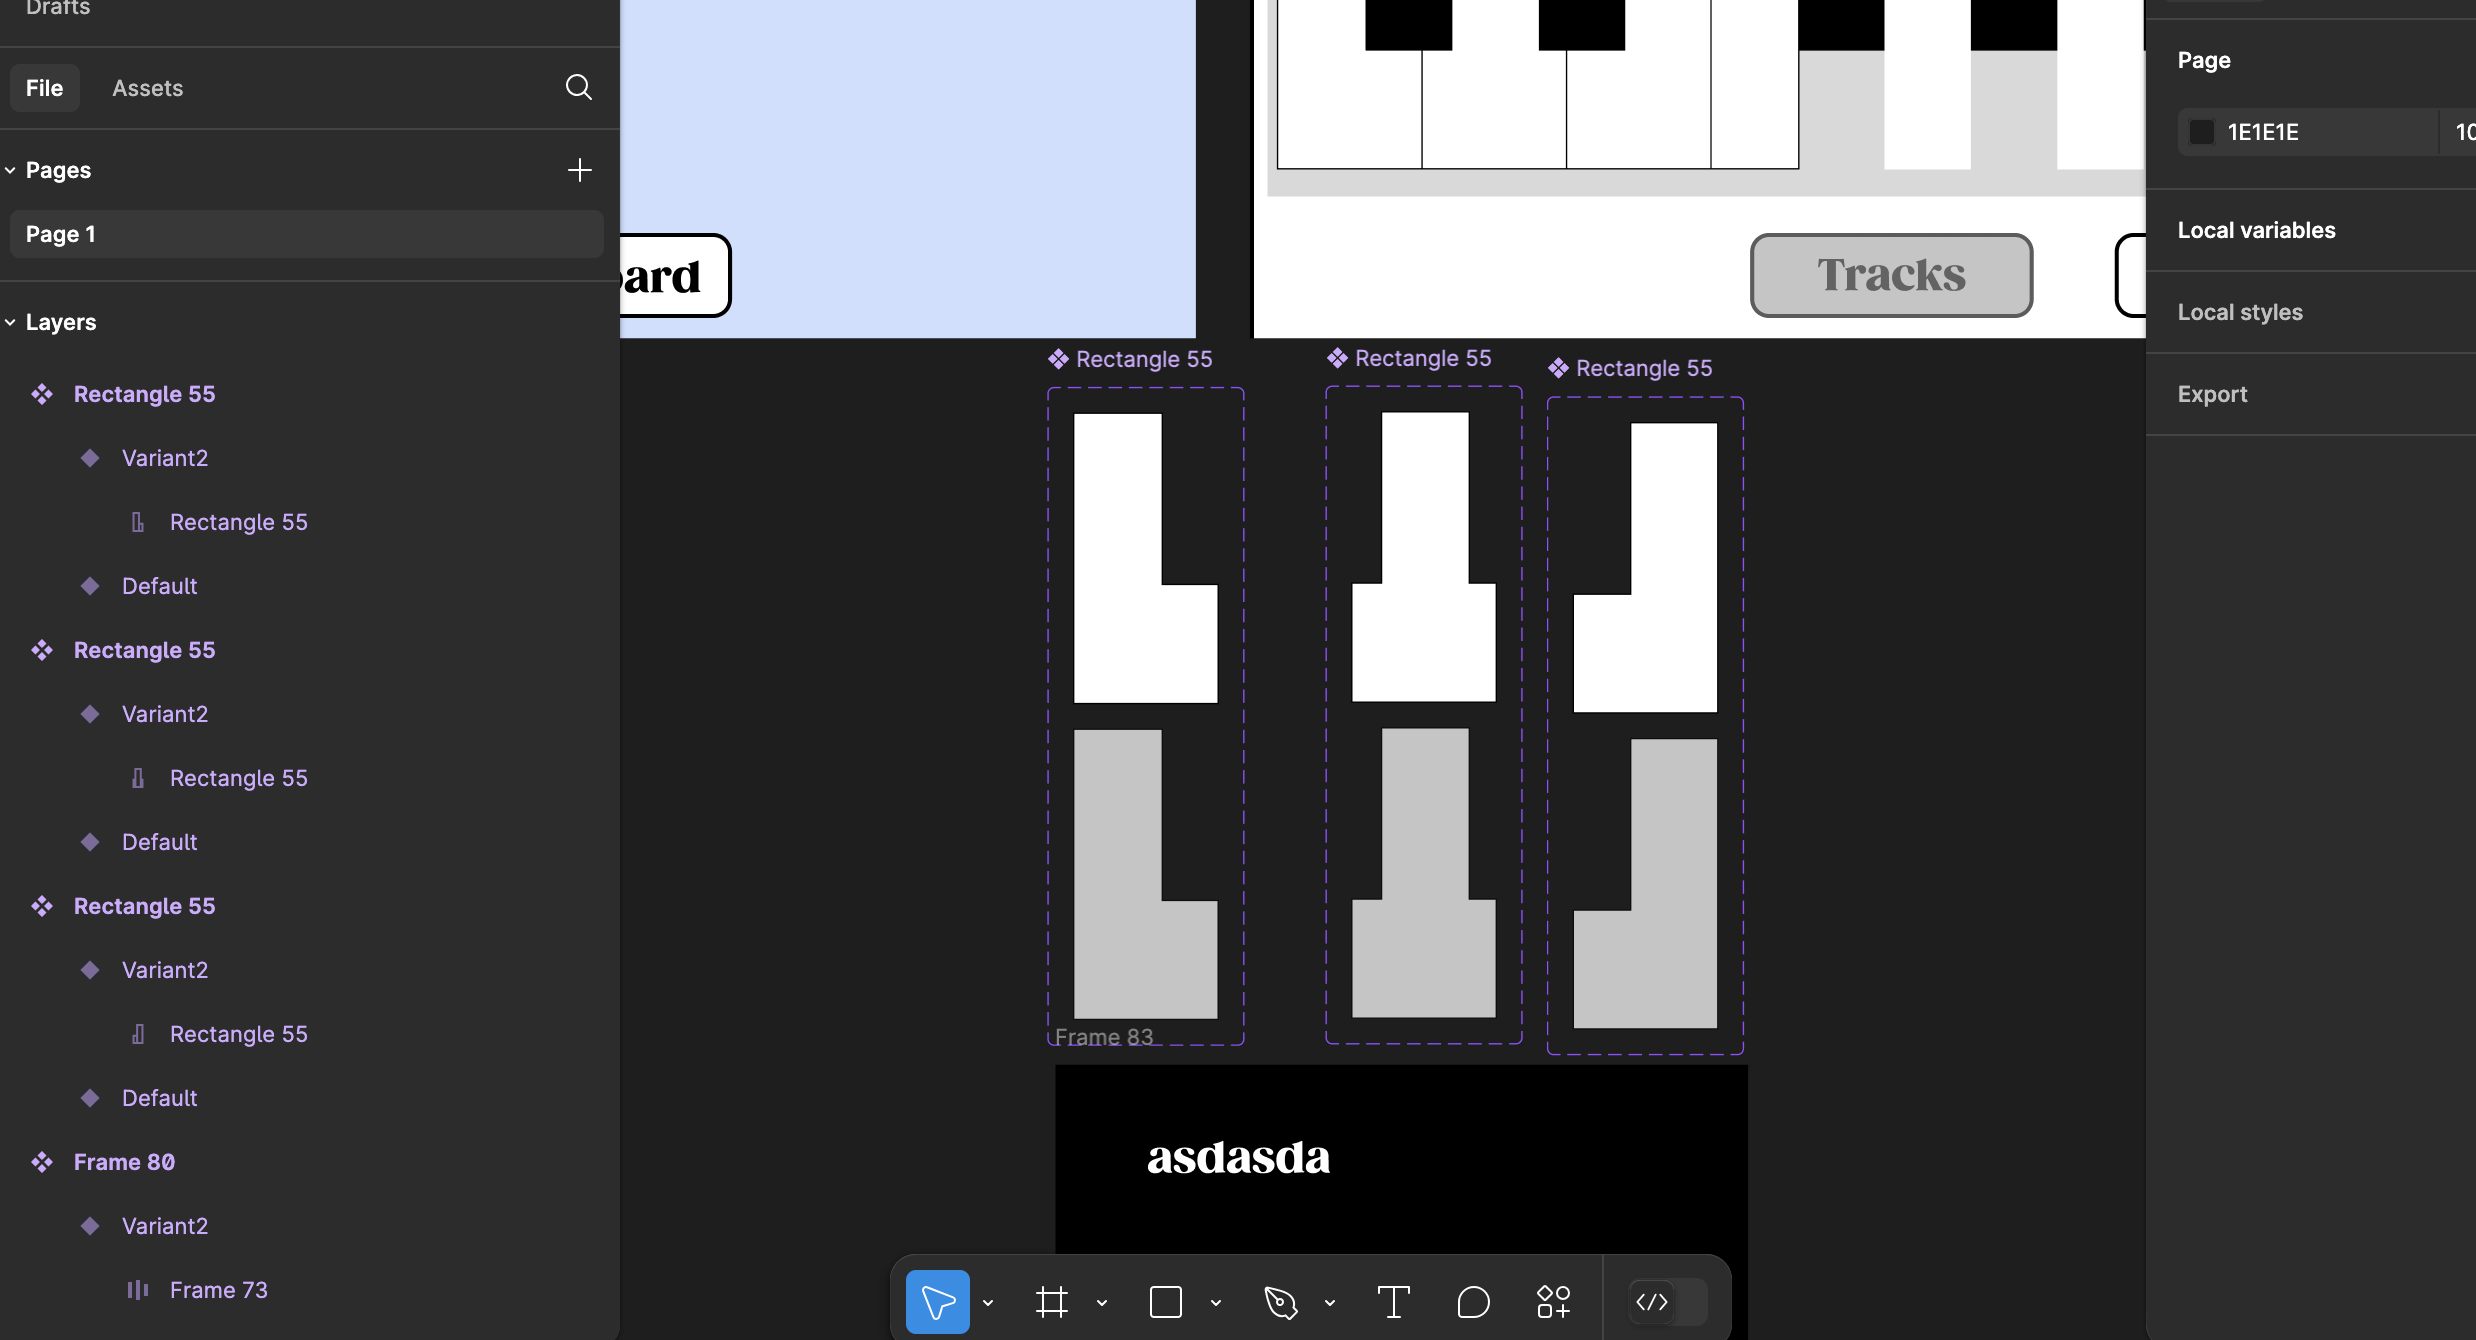 Drafts
File
Assets
Pages
Page 1
Layers
Rectangle 55
Variant2
Rectangle 55
Default
Rectangle 55
Variant2
Rectangle 55
Default
Rectangle 55
Variant2
Rectangle 55
Default
Frame 80
Variant2
Frame 73
oard
Tracks
Rectangle 55
Rectangle 55
Rectangle 55
Frame 83
asdasda
Page
1E1E1E
10
Local variables
Local styles
Export